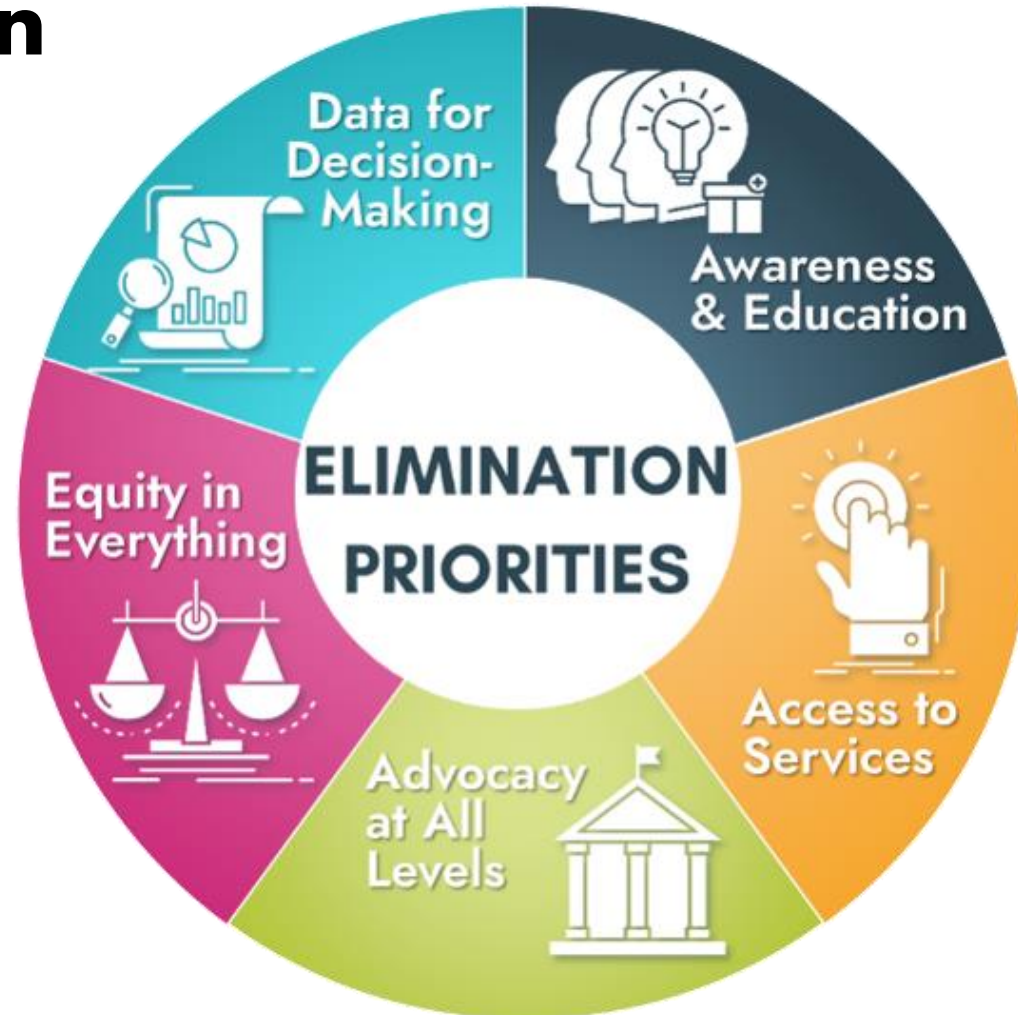 n
Data for
Decision-
Making
Awareness
& Education
ELIMINATION
PRIORITIES
Equity in
Everything
Access to
Services
Advocacy
at All
Levels